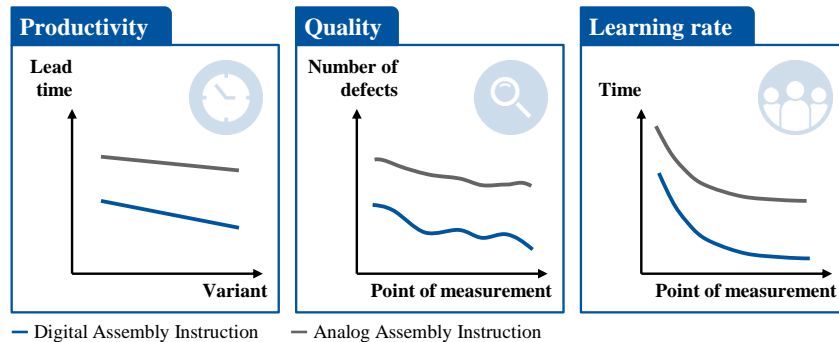 Productivity
Lead
time
Variant
Quality
Number of
defects
Point of measurement
Learning rate
Time
Point of measurement
Digital Assembly Instruction
Analog Assembly Instruction